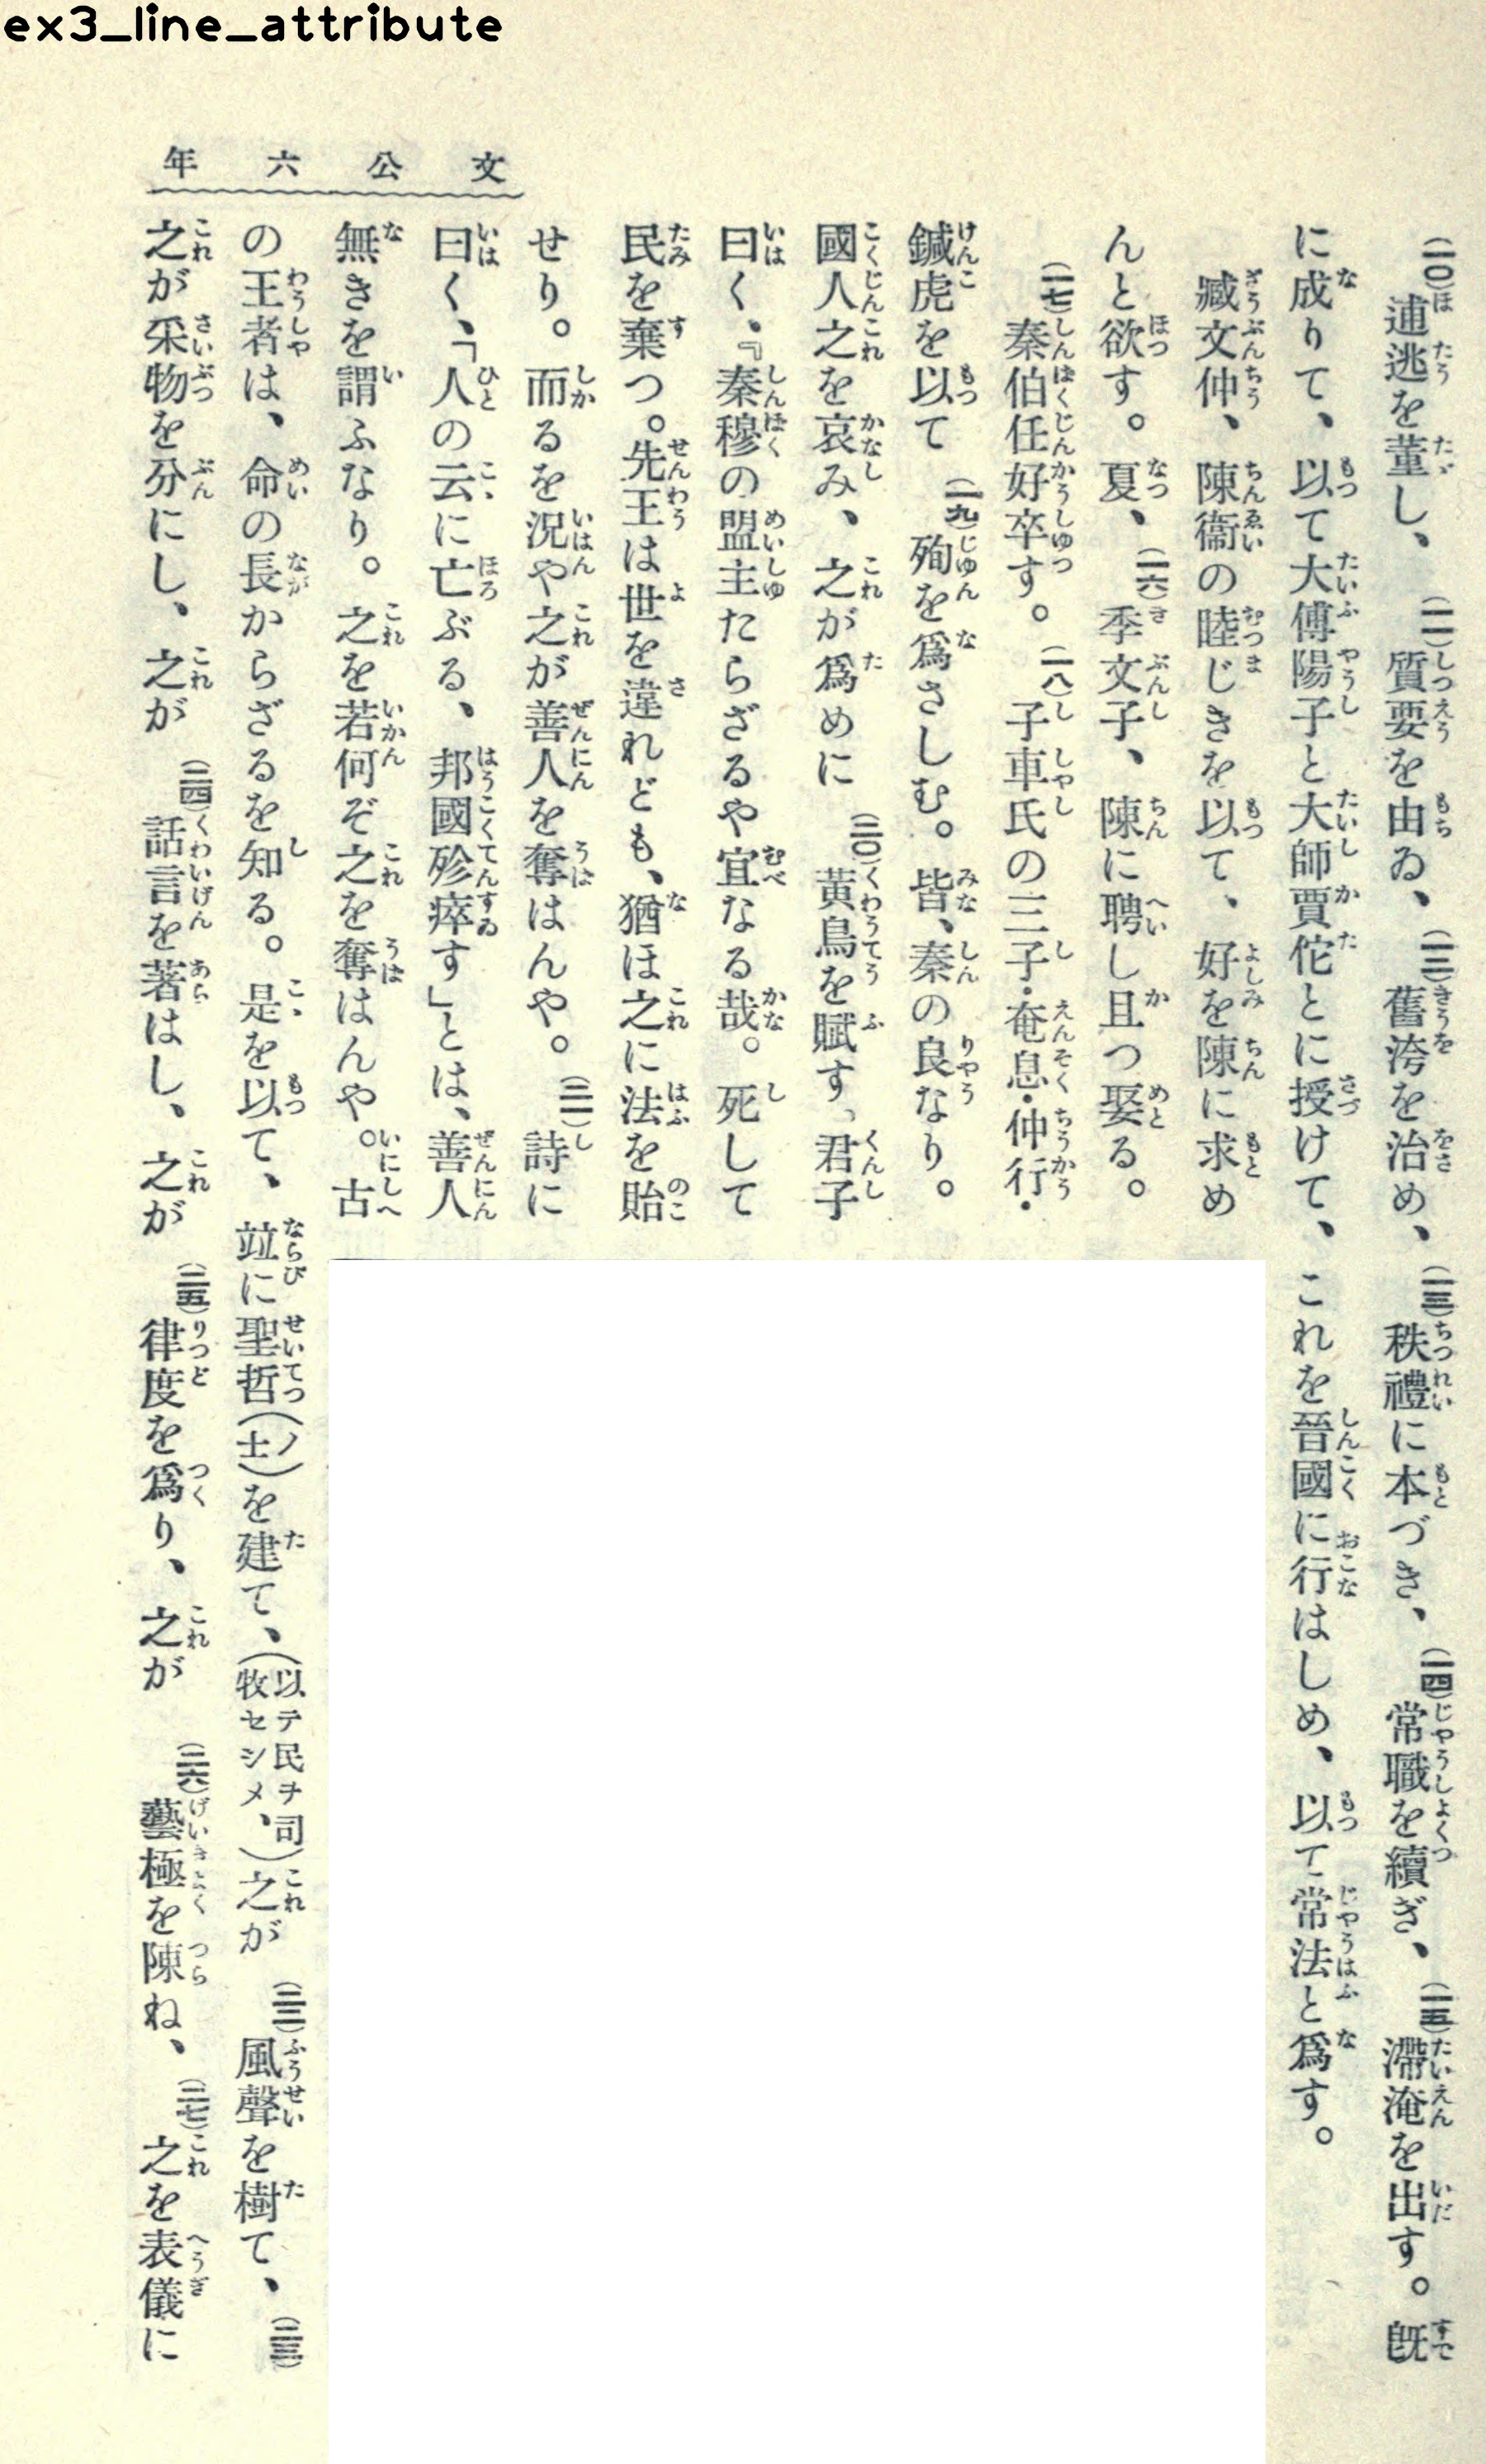 ex3_line_attribute
文公六年
(一〇)逋逃を董し、(一一)質要を由ゐ、(一二)舊洿を治め、(一三)秩禮に本づき、(一四)常職を續ぎ、(一五)滯淹を出す。既
に成りて、以て大傅陽子と大師賈佗とに授けて、これを晉國に行はしめ、以て常法と爲す。
臧文仲、陳衞の睦じきを以て、好を陳に求め
んと欲す。夏、(一六)季文子、陳に聘し且つ娶る。
(一七)秦伯任好卒す。(一八)子車氏の三子・奄息・仲行・
鍼虎を以て(一九)殉を爲さしむ。皆、秦の良なり。
國人之を哀み、之が爲めに(二〇)黃鳥を賦す、君子
曰く、『秦穆の盟主たらざるや宜なる哉。死して
民を棄つ。先王は世を違れども、猶ほ之に法を貽
せり。而るを況や之が善人を奪はんや。(二一)詩に
曰く、「人の云に亡ぶる、邦國殄瘁す」とは、善人
無きを謂ふなり。之を若何ぞ之を奪はんや。古
の王者は、命の長からざるを知る。是を以て、竝に聖哲(ノ士)を建て、(以テ民ヲ司牧セシメ、)之が(二二)風聲を樹て、(二三)
之が采物を分にし、之が(二四)話言を著はし、之が(二五)律度を爲り、之が(二六)藝極を陳ね、(二七)之を表儀に